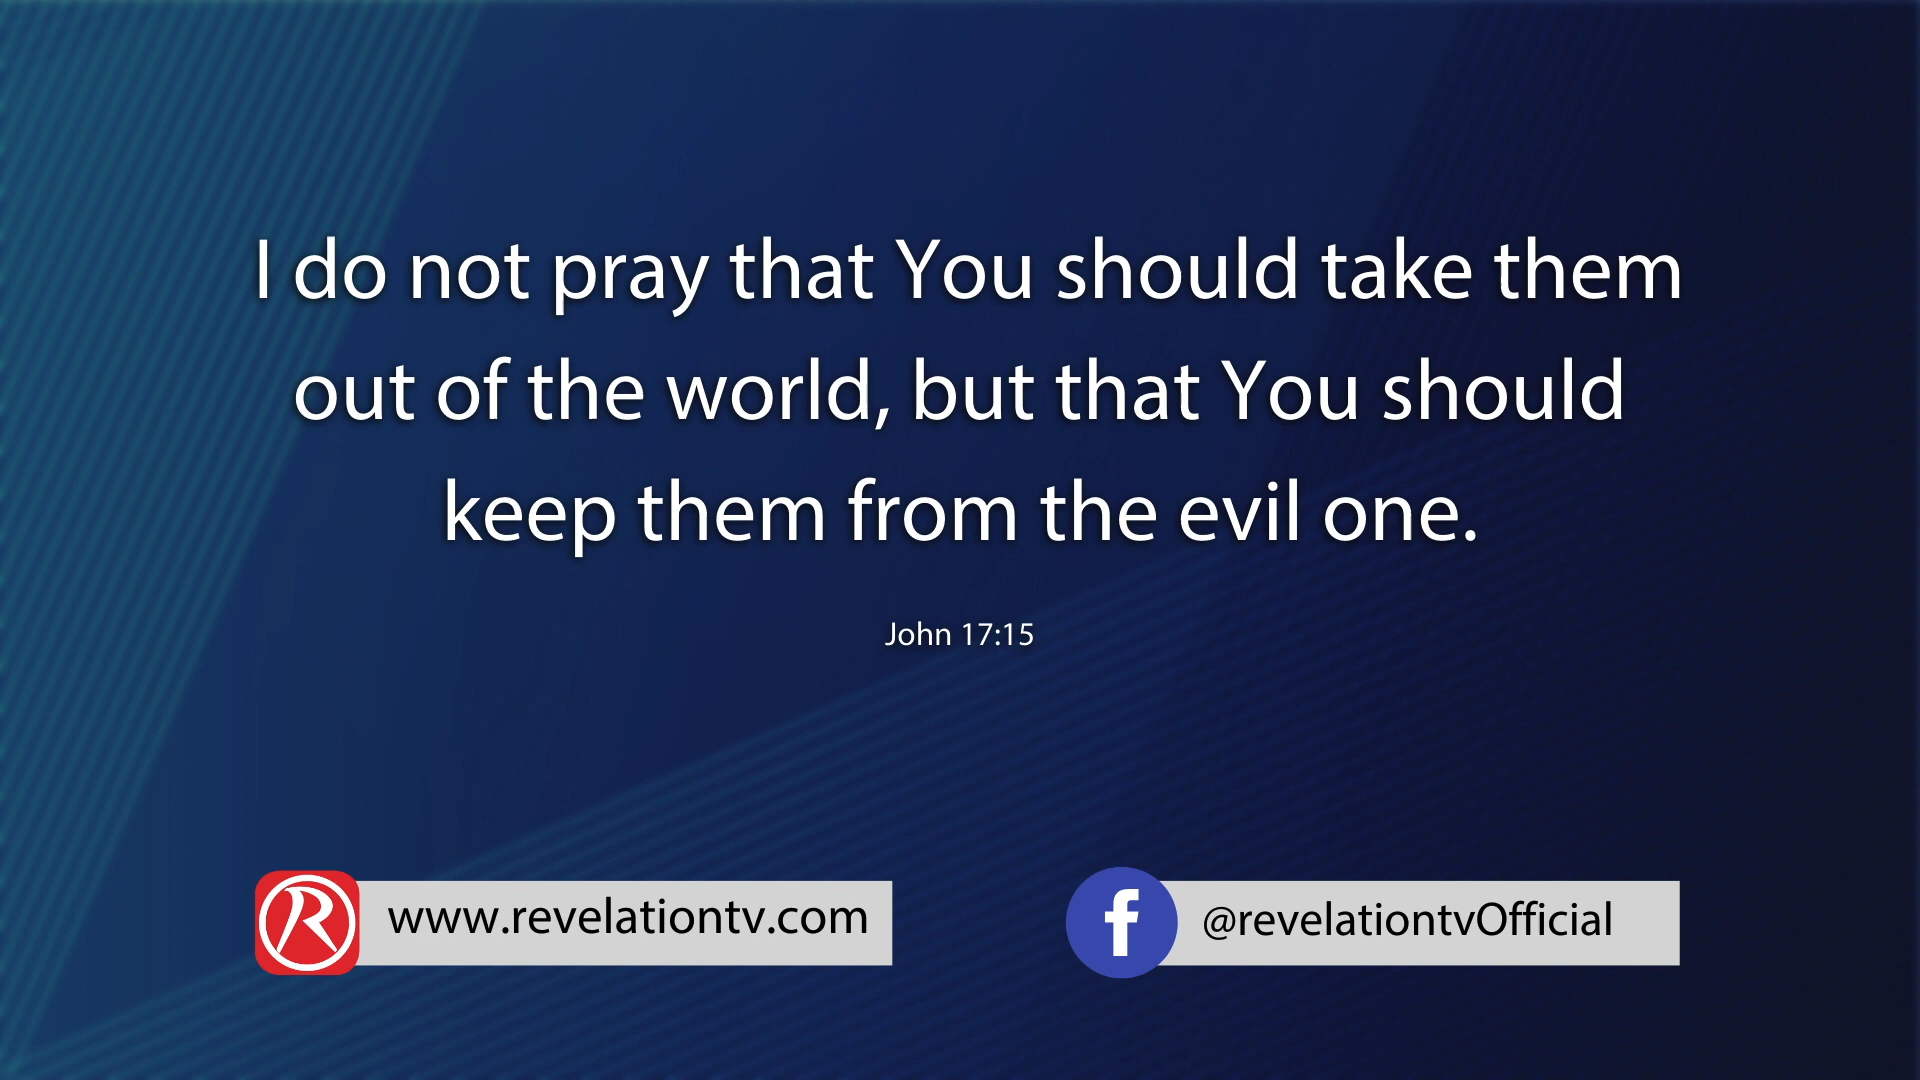 I do not pray that You should take them
out of the world, but that You should
keep them from the evil one.
John 17:15
R www.revelationtv.com
f @revelationtvOfficial